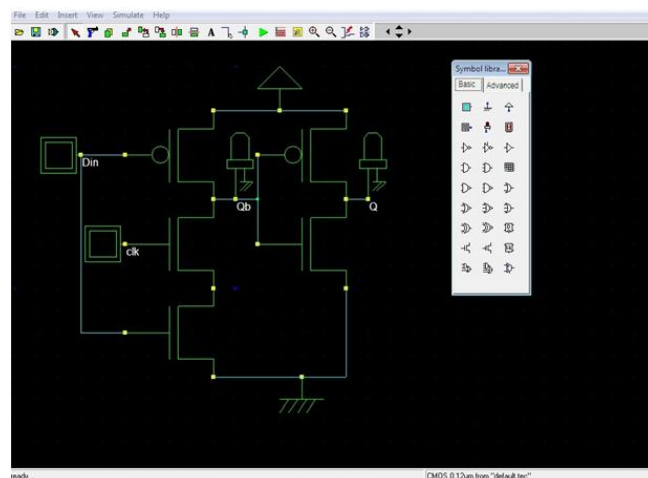 File Edit Insert View Simulate Help
Symbol libra...
Basic Advanced
Din
Qb
Q
clk
ready...
CMOS 0.12µm from "default.tec"